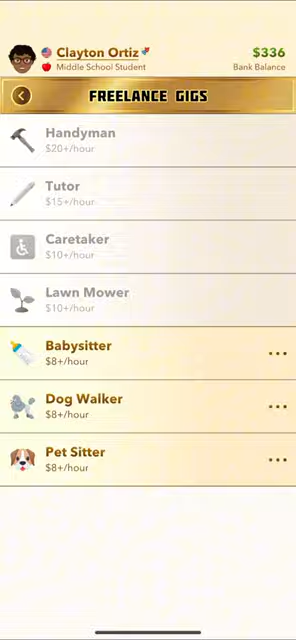 Clayton Ortiz
$336
Middle School Student
Bank Balance
FREELANCE GIGS
Handyman
$20+/hour
Tutor
$15+/hour
Caretaker
$10+/hour
Lawn Mower
$10+/hour
Babysitter
$8+/hour
Dog Walker
$8+/hour
Pet Sitter
$8+/hour